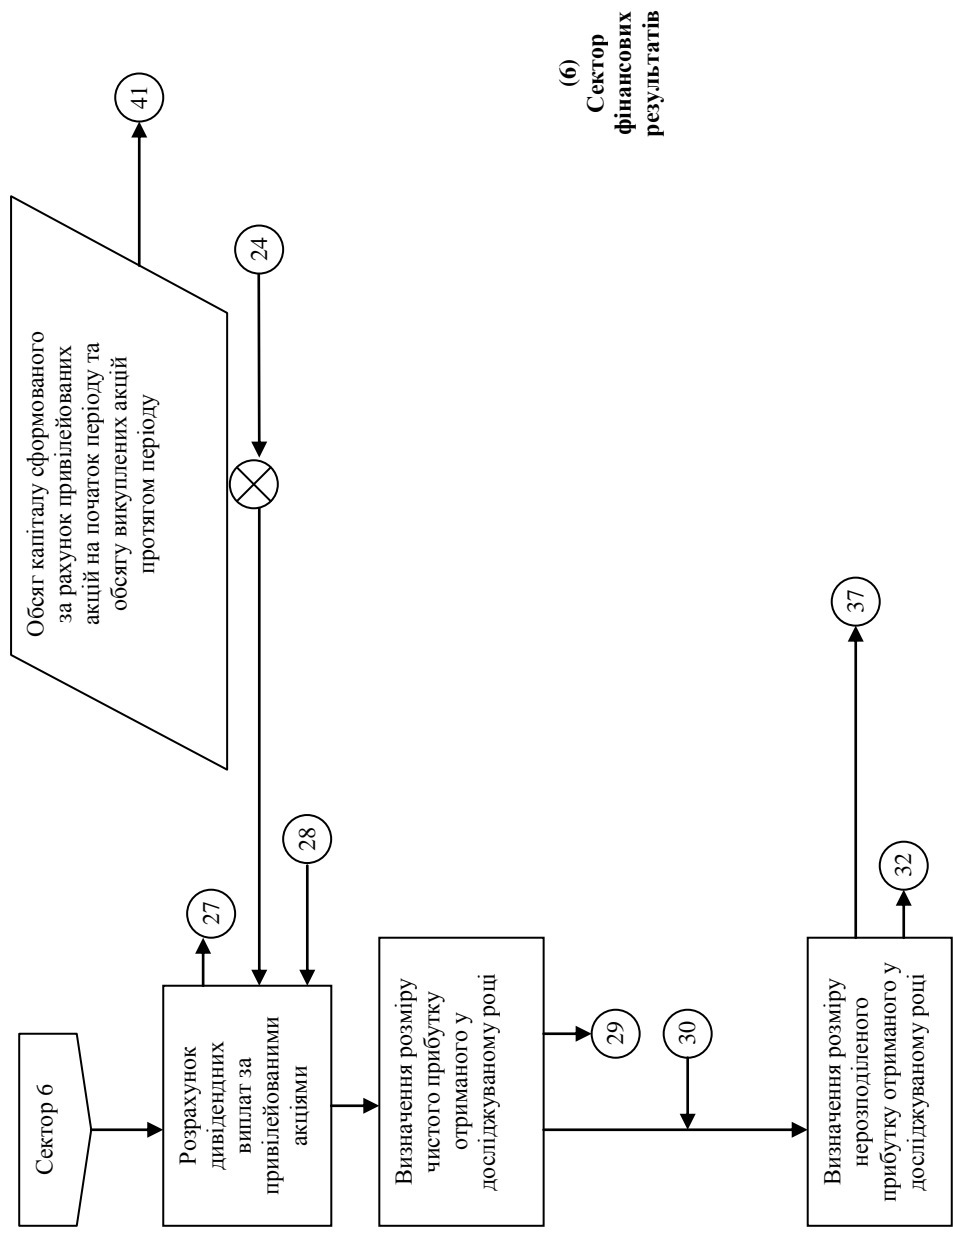 (6)
Сектор
фінансових
результатів
41
Обсяг капіталу сформованого
за рахунок привілейованих
акцій на початок періоду та
обсягу викуплених акцій
протягом періоду
24
Сектор 6
Розрахунок
дивідендних
виплат за
привілейованими
акціями
27
28
Визначення розміру
чистого прибутку
отриманого у
досліджуваному році
29
30
Визначення розміру
нерозподіленого
прибутку отриманого у
досліджуваному році
37
32